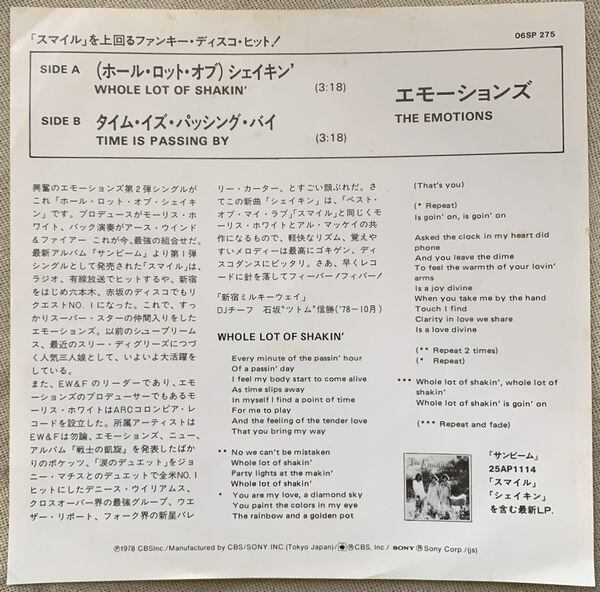 「スマイル」を上回るファンキー・ディスコ・ヒット!
06SP 275
SIDE A
(ホール・ロット・オブ) シェイキン'
WHOLE LOT OF SHAKIN'
(3:18)
SIDE B
タイム・イズ・パッシング・バイ
TIME IS PASSING BY
(3:18)
エモーションズ
THE EMOTIONS
興奮のエモーションズ第2弾シングルが
これ「ホール・ロット・オブ・シェイキ
ン」です。プロデュースがモーリス・ホ
ワイト、バック演奏がアース・ウインド
&ファイアー これが今、最強の組合せだ。
最新アルバム『サンビーム』より第1弾
シングルとして発売された「スマイル」は、
ラジオ、有線放送でヒットするや、新宿
をはじめ六本木、赤坂のディスコでもリ
クエストNO.1になった。これで、すっ
かりスーパー・スターの仲間入りをした
エモーションズ。以前のシュープリーム
ス、最近のスリー・ディグリーズにつづ
く人気三人娘として、いよいよ大活躍を
している。
また、EW&Fのリーダーであり、エモ
ーションズのプロデューサーでもあるモ
ーリス・ホワイトはARCコロンビア・レ
コードを設立した。所属アーティストは
EW&Fは勿論、エモーションズ、ニュー・
アルバム『戦士の凱旋』を発表したばか
りのポケッツ、「涙のデュエット」をジョ
ニー・マチスとのデュエットで全米NO.1
ヒットにしたデニース・ウイリアムス、
クロスオーバー界の最強グループ、ウエ
ザー・リポート、フォーク界の新星バレ
リー・カーター、とすごい顔ぶれだ。さ
てこの新曲「シェイキン」は、「ベスト・
オブ・マイ・ラブ」「スマイル」と同じくモ
ーリス・ホワイトとアル・マッケイの共
作になるもので、軽快なリズム、覚えや
すいメロディーは最高にゴキゲン、ディ
スコダンスにピッタリ。さあ、早くレコ
ードに針を落してフィーバー!フィバー!
「新宿ミルキーウェイ」
DJチーフ 石坂“ツトム”信勝('78—10月)
WHOLE LOT OF SHAKIN'
Every minute of the passin' hour
Of a passin' day
I feel my body start to come alive
As time slips away
In myself I find a point of time
For me to play
And the feeling of the tender love
That you bring my way
** No we can't be mistaken
Whole lot of shakin'
Party lights at the makin'
Whole lot of shakin'
* You are my love, a diamond sky
You paint the colors in my eye
The rainbow and a golden pot
(That's you)
(* Repeat)
Is goin' on, is goin' on
Asked the clock in my heart did
phone
And you leave the dime
To feel the warmth of your lovin'
arms
Is a joy divine
When you take me by the hand
Touch I find
Clarity in love we share
Is a love divine
(** Repeat 2 times)
(* Repeat)
*** Whole lot of shakin', whole lot of
shakin'
Whole lot of shakin' is goin' on
(*** Repeat and fade)
The Emotions
『サンビーム』
25AP1114
「スマイル」
「シェイキン」
を含む最新LP.
Ⓟ1978 CBSInc./Manufactured by CBS/SONY INC.(Tokyo Japan)/ ®CBS, Inc./ SONY ® Sony Corp./(js)